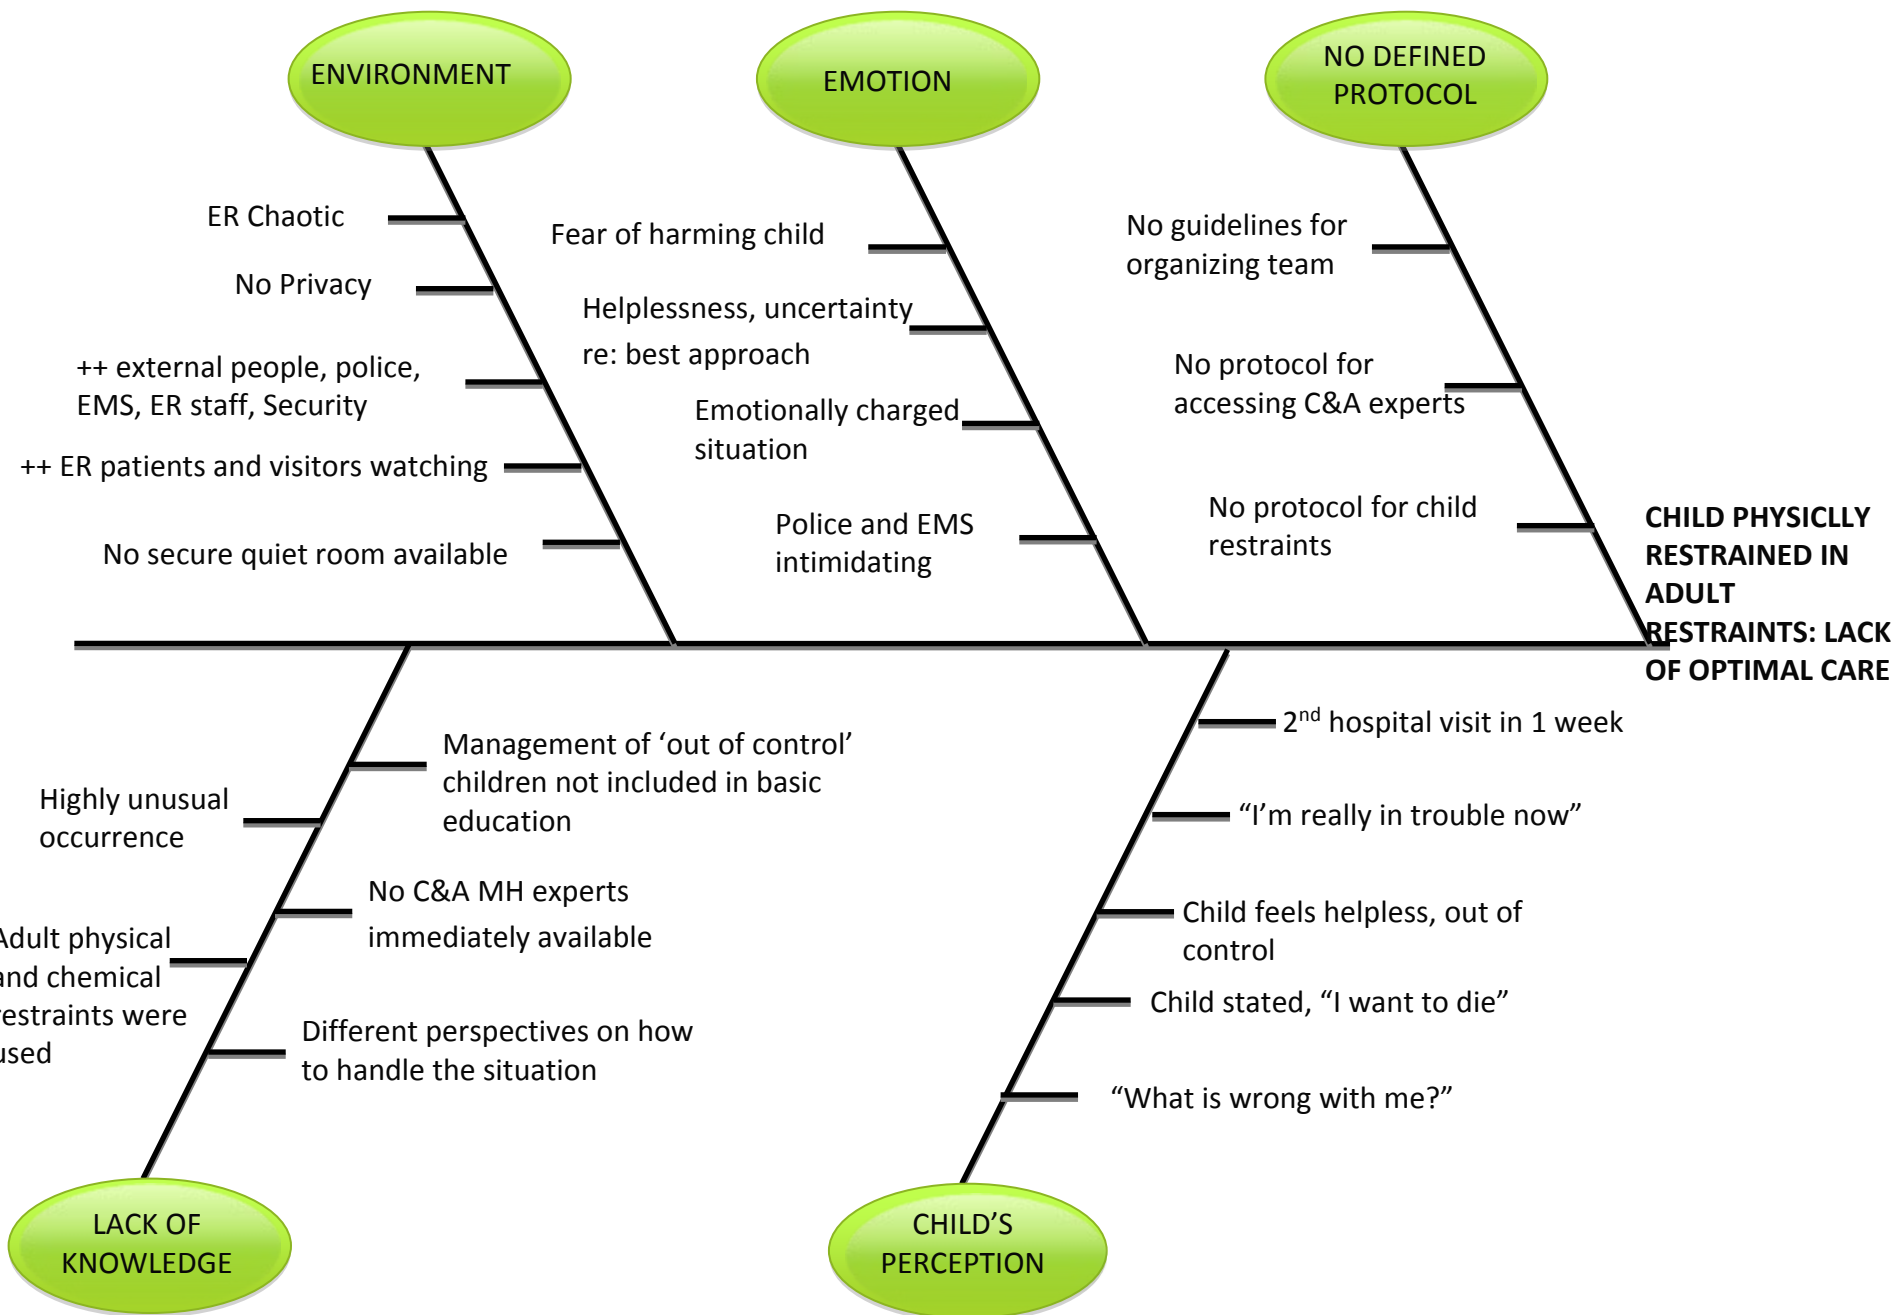 ENVIRONMENT
EMOTION
NO DEFINED
PROTOCOL
ER Chaotic
No Privacy
++ external people, police,
EMS, ER staff, Security
++ ER patients and visitors watching
No secure quiet room available
Fear of harming child
Helplessness, uncertainty
re: best approach
Emotionally charged
situation
Police and EMS
intimidating
No guidelines for
organizing team
No protocol for
accessing C&A experts
No protocol for child
restraints
CHILD PHYSICLLY
RESTRAINED IN
ADULT
RESTRAINTS: LACK
OF OPTIMAL CARE
Highly unusual
occurrence
Adult physical
and chemical
restraints were
used
Management of ‘out of control’
children not included in basic
education
No C&A MH experts
immediately available
Different perspectives on how
to handle the situation
LACK OF
KNOWLEDGE
2nd hospital visit in 1 week
“I’m really in trouble now”
Child feels helpless, out of
control
Child stated, “I want to die”
“What is wrong with me?”
CHILD’S
PERCEPTION